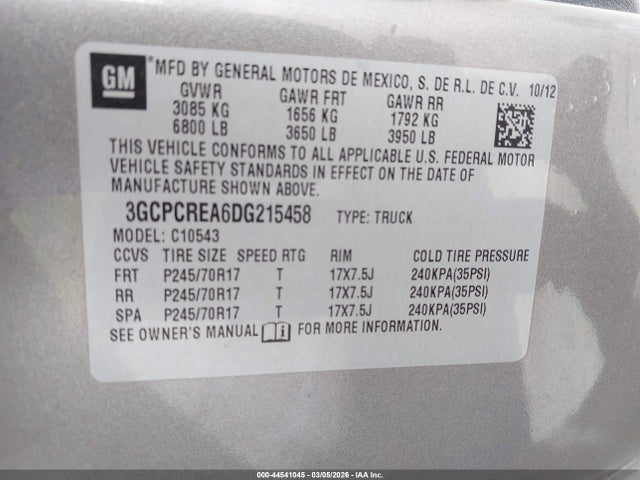 GM
*MFD BY GENERAL MOTORS DE MEXICO, S. DE R.L. DE C.V. 10/12
GVWR GAWR FRT GAWR RR
3085 KG 1656 KG 1792 KG
6800 LB 3650 LB 3950 LB
THIS VEHICLE CONFORMS TO ALL APPLICABLE U.S. FEDERAL MOTOR
VEHICLE SAFETY STANDARDS IN EFFECT ON THE DATE OF
MANUFACTURE SHOWN ABOVE.
3GCPCREA6DG215458 TYPE: TRUCK
MODEL: C10543
CCVS TIRE SIZE SPEED RTG RIM COLD TIRE PRESSURE
FRT P245/70R17 T 17X7.5J 240KPA(35PSI)
RR P245/70R17 T 17X7.5J 240KPA(35PSI)
SPA P245/70R17 T 17X7.5J 240KPA(35PSI)
SEE OWNER'S MANUAL FOR MORE INFORMATION.
000-44541045 - 03/05/2026 - IAA Inc.